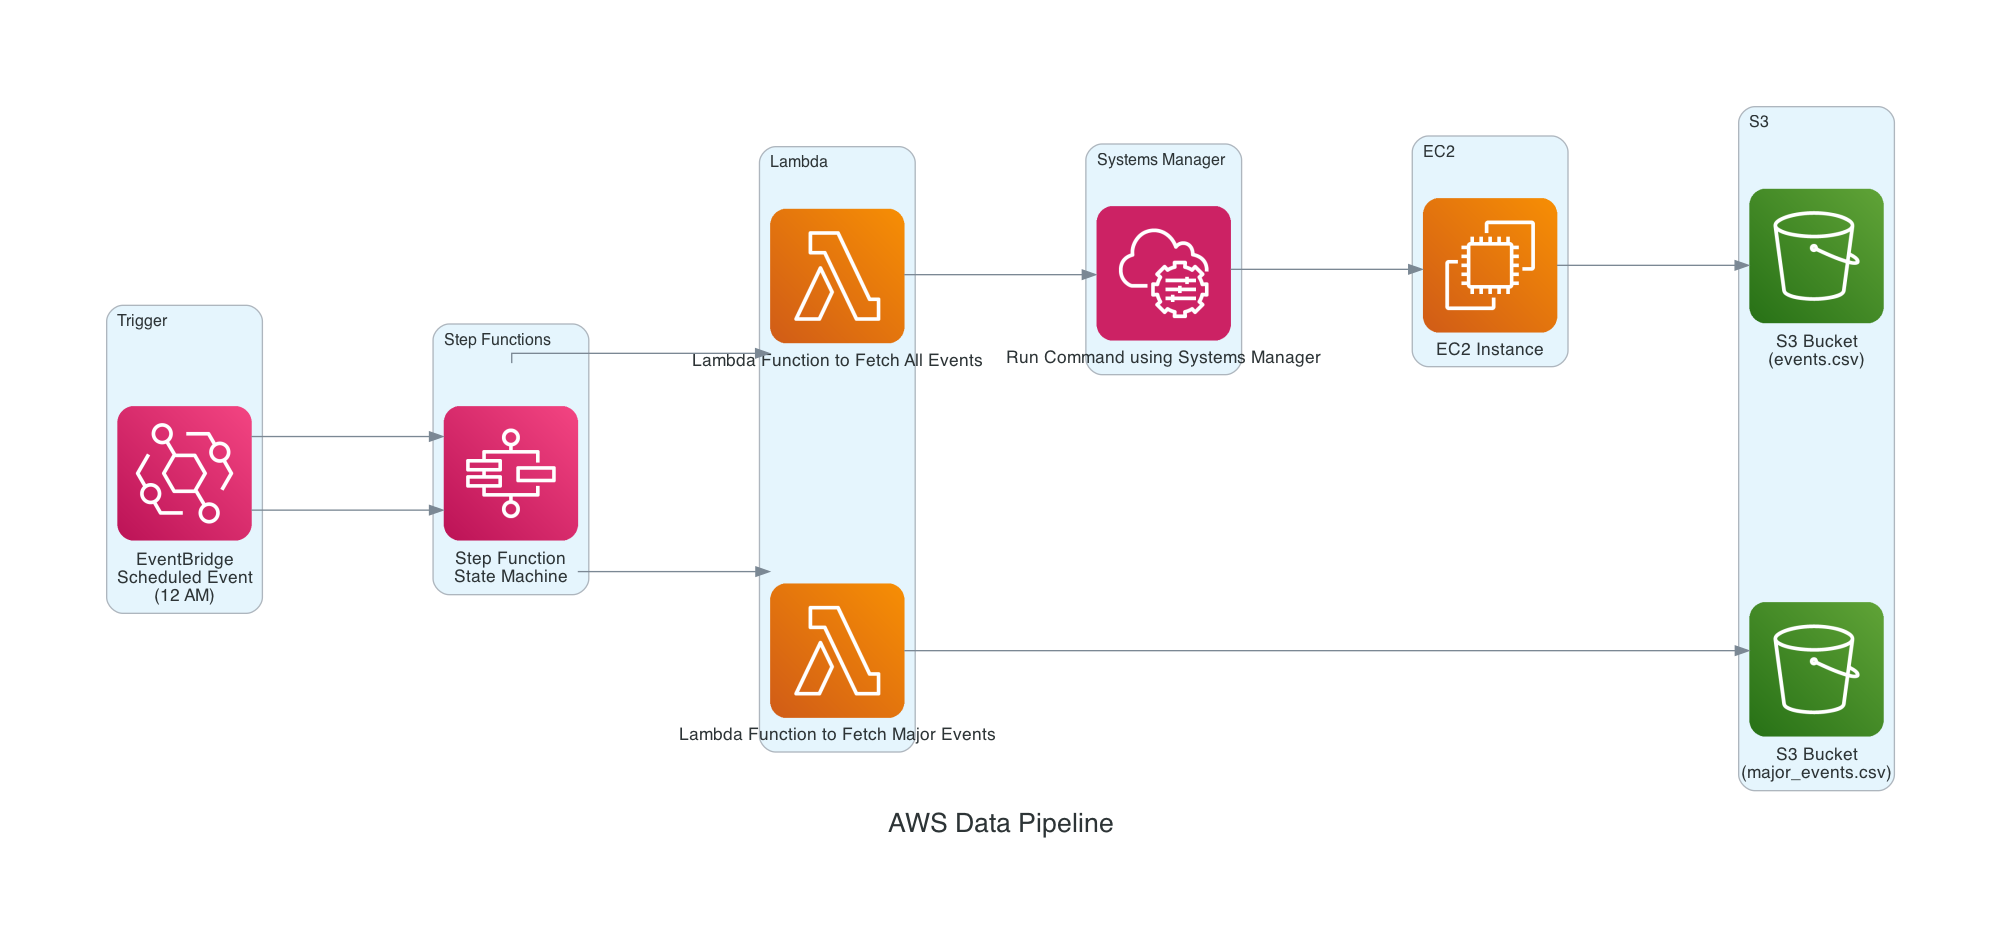 Trigger
EventBridge
Scheduled Event
(12 AM)
Step Functions
Step Function
State Machine
Lambda
Lambda Function to Fetch All Events
Lambda Function to Fetch Major Events
Systems Manager
Run Command using Systems Manager
EC2
EC2 Instance
S3
S3 Bucket
(events.csv)
S3 Bucket
(major_events.csv)
AWS Data Pipeline